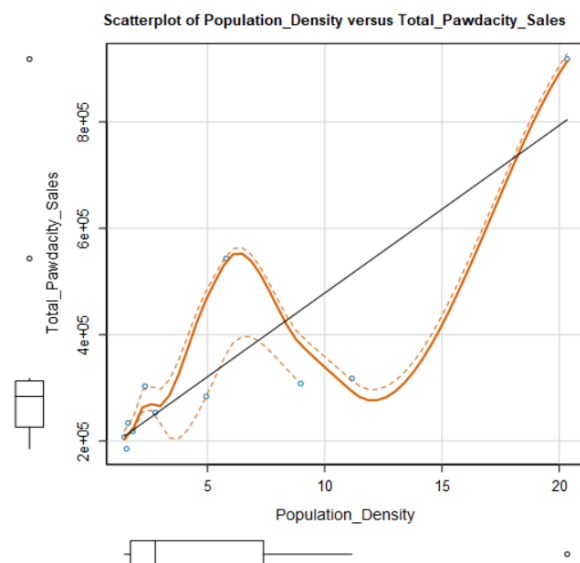 Scatterplot of Population_Density versus Total_Pawdacity_Sales
Total_Pawdacity_Sales
8e+05
6e+05
4e+05
2e+05
5
10
15
20
Population_Density